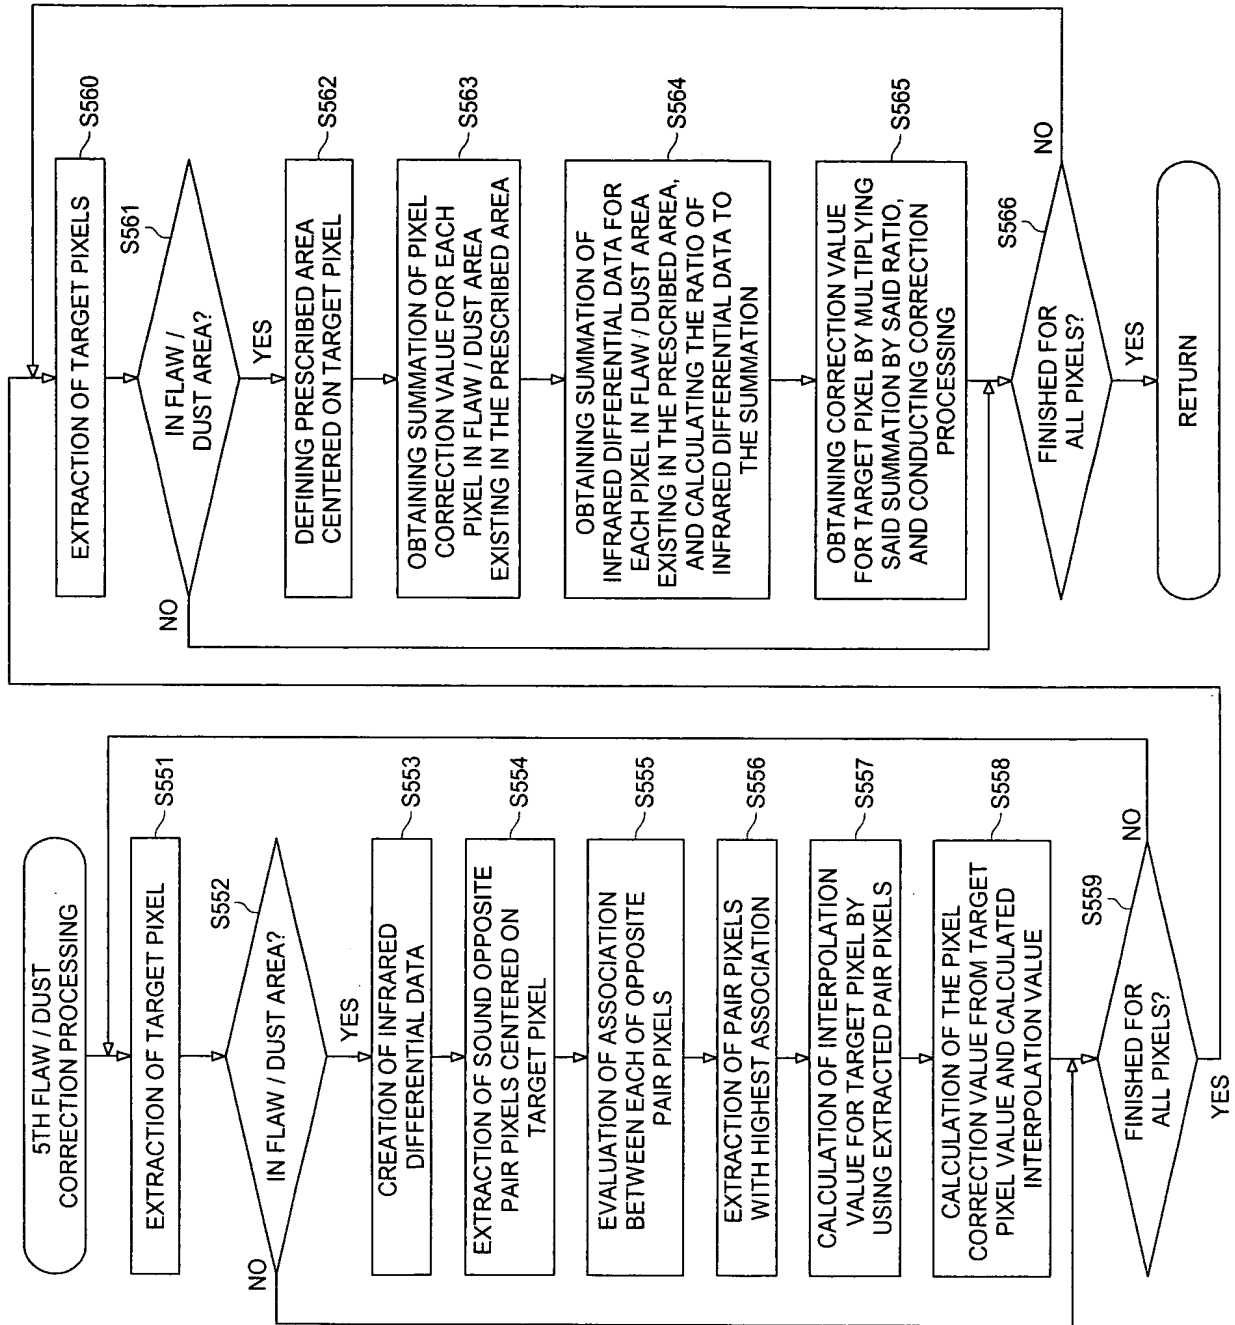 5TH FLAW / DUST
CORRECTION PROCESSING
EXTRACTION OF TARGET PIXEL
S551
S552
IN FLAW / DUST AREA?
NO
YES
CREATION OF INFRARED
DIFFERENTIAL DATA
S553
EXTRACTION OF SOUND OPPOSITE
PAIR PIXELS CENTERED ON
TARGET PIXEL
S554
EVALUATION OF ASSOCIATION
BETWEEN EACH OF OPPOSITE
PAIR PIXELS
S555
EXTRACTION OF PAIR PIXELS
WITH HIGHEST ASSOCIATION
S556
CALCULATION OF INTERPOLATION
VALUE FOR TARGET PIXEL BY
USING EXTRACTED PAIR PIXELS
S557
CALCULATION OF THE PIXEL
CORRECTION VALUE FROM TARGET
PIXEL VALUE AND CALCULATED
INTERPOLATION VALUE
S558
S559
FINISHED FOR
ALL PIXELS?
NO
YES
EXTRACTION OF TARGET PIXELS
S560
S561
IN FLAW /
DUST AREA?
NO
YES
DEFINING PRESCRIBED AREA
CENTERED ON TARGET PIXEL
S562
OBTAINING SUMMATION OF PIXEL
CORRECTION VALUE FOR EACH
PIXEL IN FLAW / DUST AREA
EXISTING IN THE PRESCRIBED AREA
S563
OBTAINING SUMMATION OF
INFRARED DIFFERENTIAL DATA FOR
EACH PIXEL IN FLAW / DUST AREA
EXISTING IN THE PRESCRIBED AREA,
AND CALCULATING THE RATIO OF
INFRARED DIFFERENTIAL DATA TO
THE SUMMATION
S564
OBTAINING CORRECTION VALUE
FOR TARGET PIXEL BY MULTIPLYING
SAID SUMMATION BY SAID RATIO,
AND CONDUCTING CORRECTION
PROCESSING
S565
S566
FINISHED FOR
ALL PIXELS?
NO
YES
RETURN